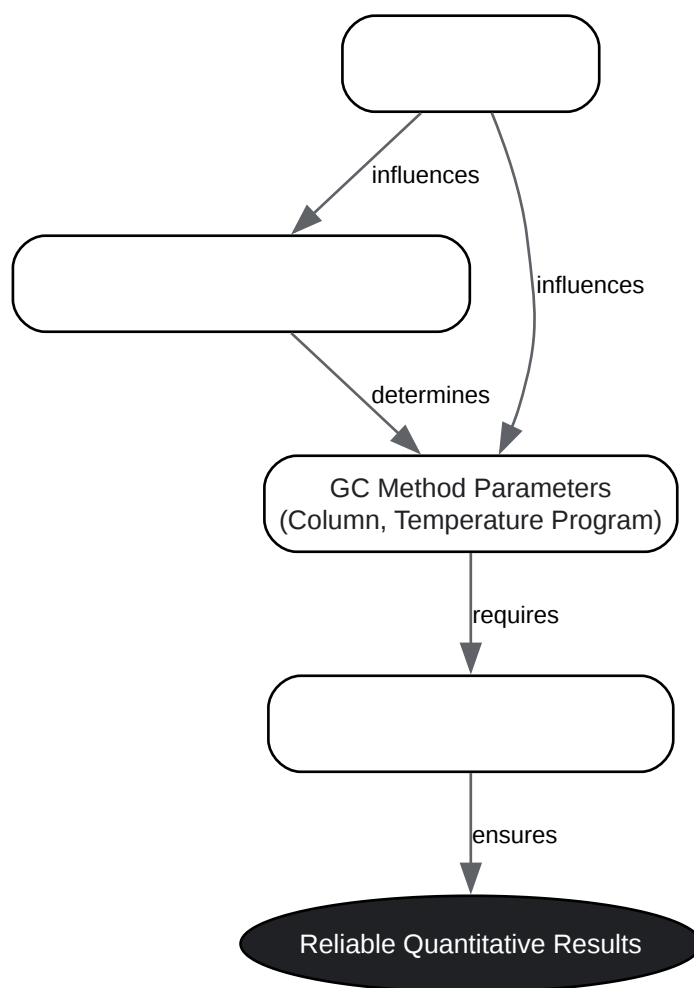 influences
influences
determines
GC Method Parameters
(Column, Temperature Program)
requires
ensures
Reliable Quantitative Results